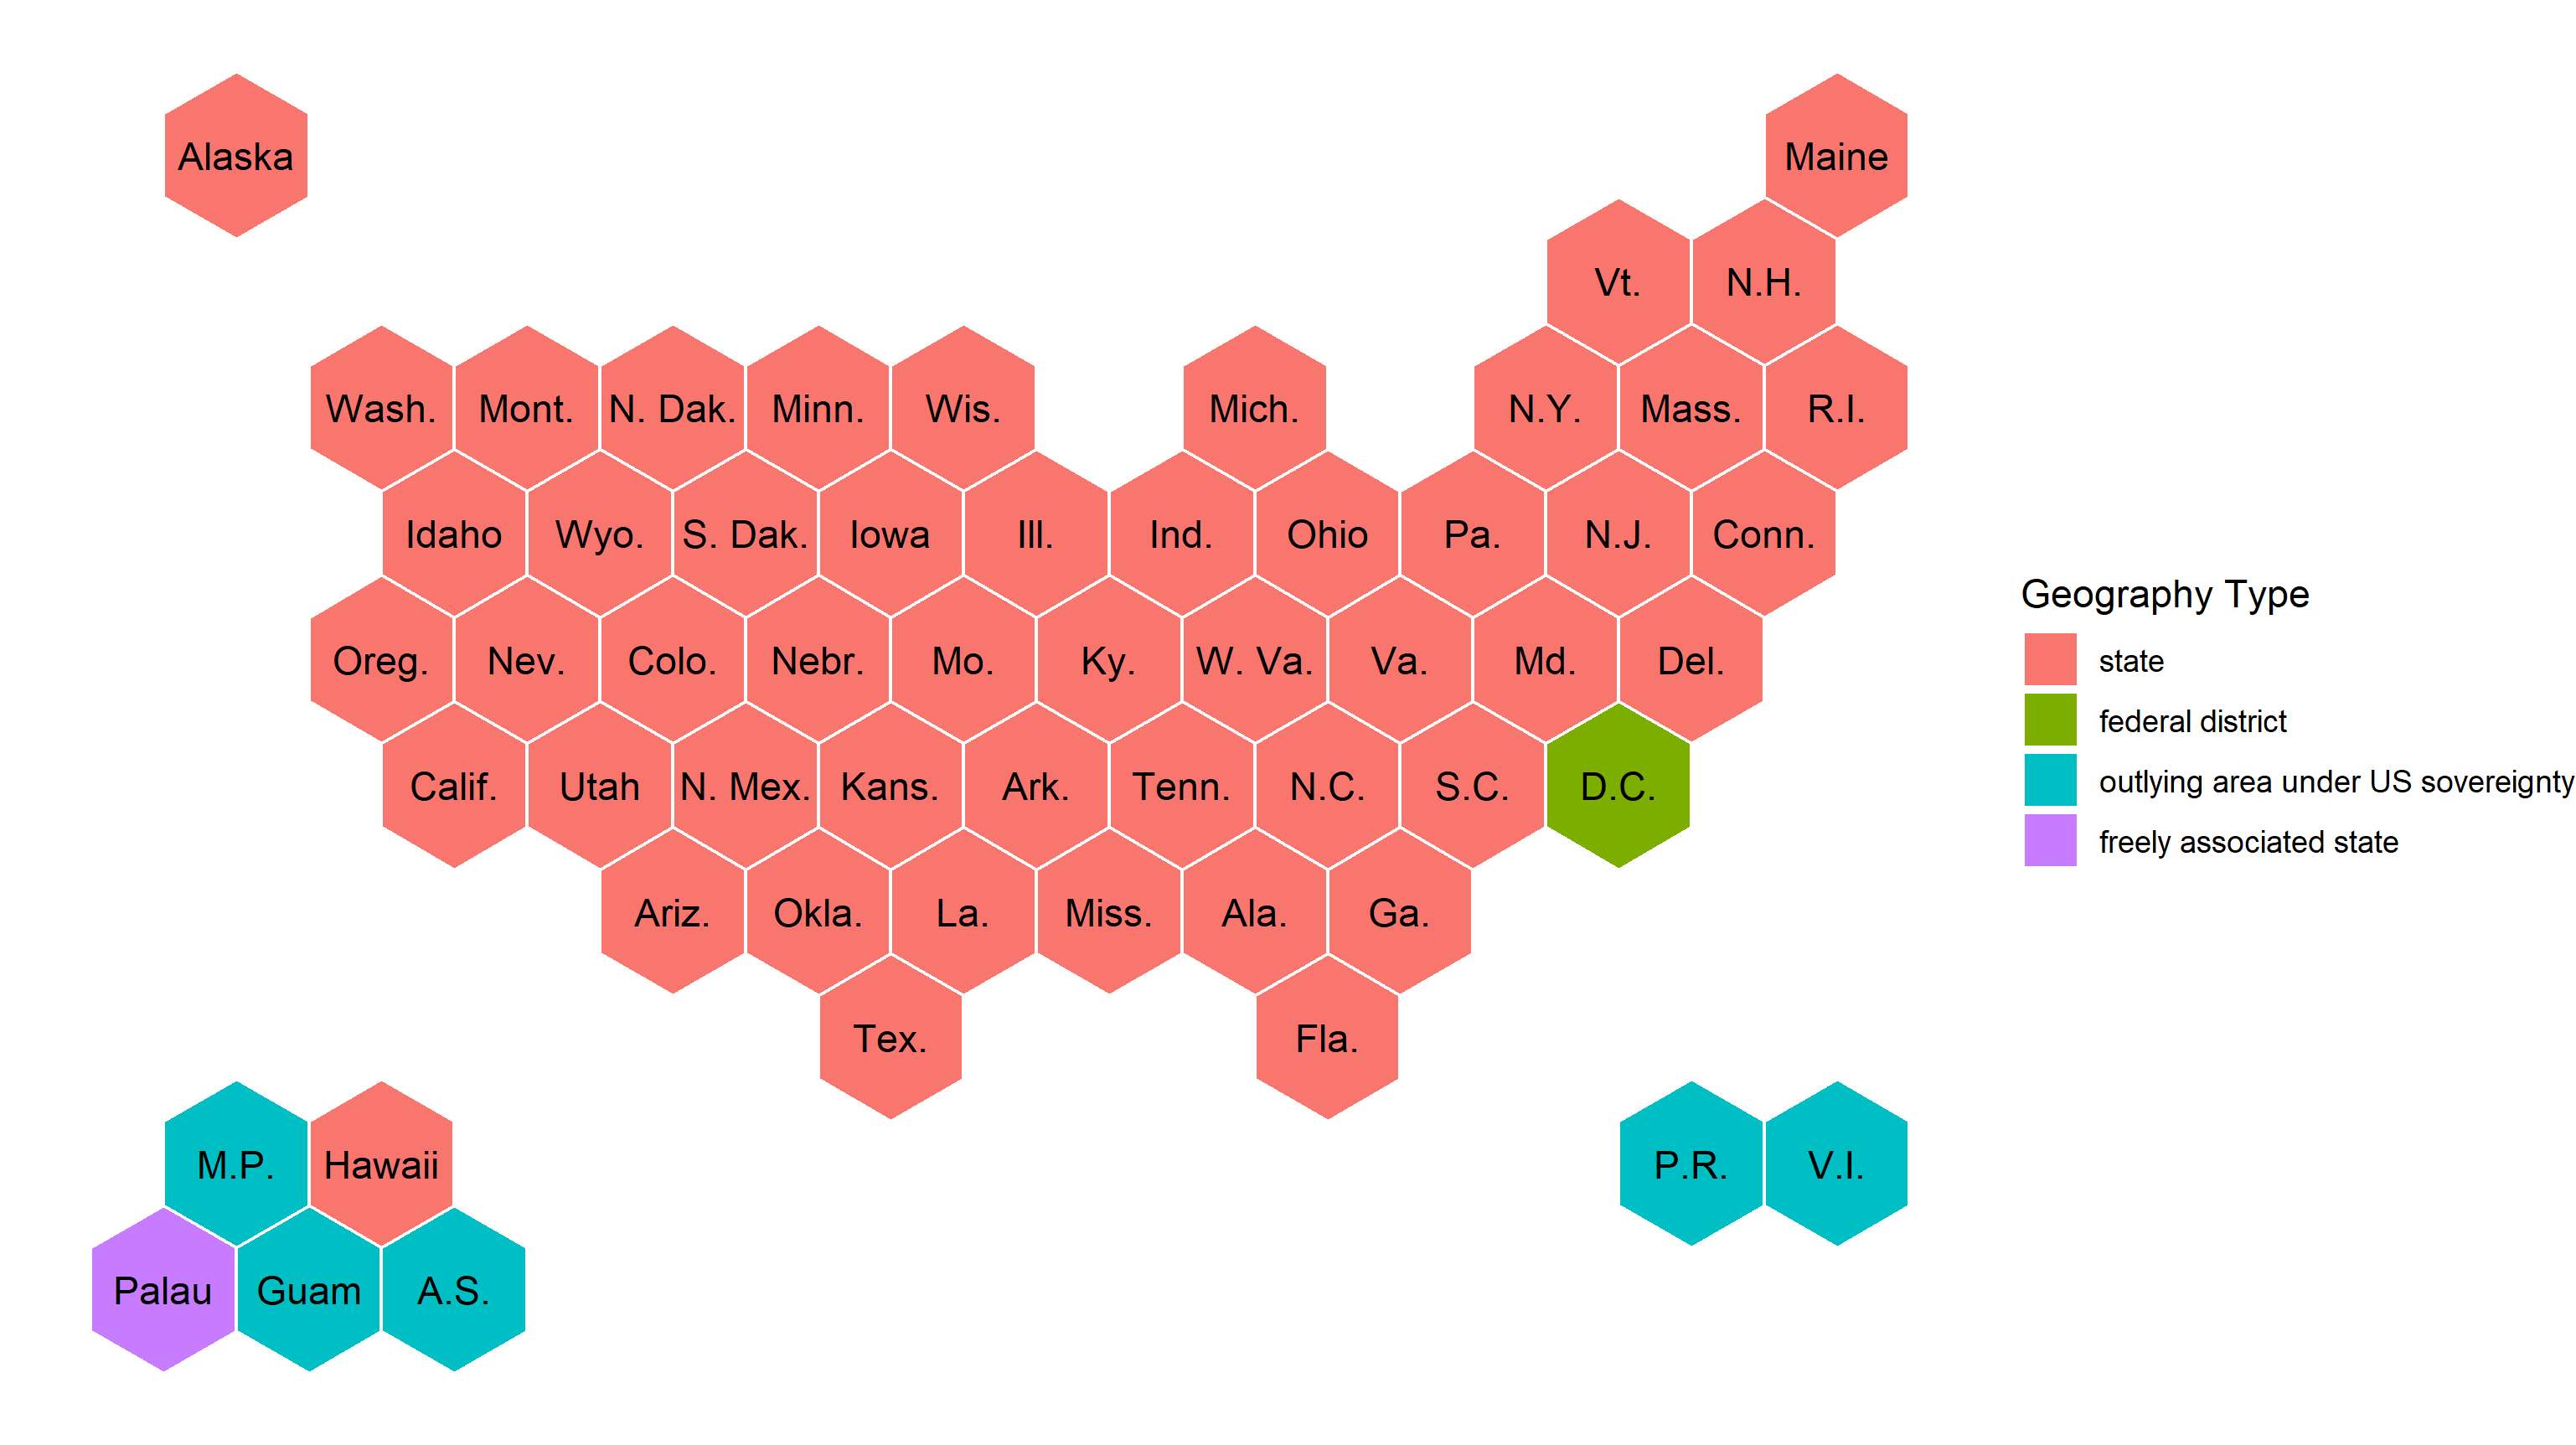 Alaska
Maine
Vt.
N.H.
Wash.
Mont.
N. Dak.
Minn.
Wis.
Mich.
N.Y.
Mass.
R.I.
Idaho
Wyo.
S. Dak.
Iowa
Ill.
Ind.
Ohio
Pa.
N.J.
Conn.
Oreg.
Nev.
Colo.
Nebr.
Mo.
Ky.
W. Va.
Va.
Md.
Del.
Calif.
Utah
N. Mex.
Kans.
Ark.
Tenn.
N.C.
S.C.
D.C.
Ariz.
Okla.
La.
Miss.
Ala.
Ga.
Tex.
Fla.
M.P.
Hawaii
P.R.
V.I.
Palau
Guam
A.S.
Geography Type
state
federal district
outlying area under US sovereignty
freely associated state